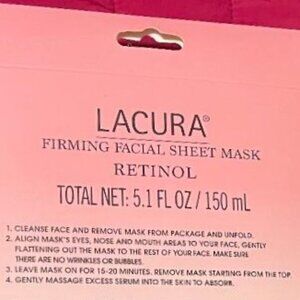 LACURA®
FIRMING FACIAL SHEET MASK
RETINOL
TOTAL NET: 5.1 FL OZ / 150 mL
1. CLEANSE FACE AND REMOVE MASK FROM PACKAGE AND UNFOLD.
2. ALIGN MASK'S EYES, NOSE AND MOUTH AREAS TO YOUR FACE, GENTLY
FLATTENING OUT THE MASK TO THE REST OF YOUR FACE. MAKE SURE
THERE ARE NO WRINKLES OR BUBBLES.
3. LEAVE MASK ON FOR 15-20 MINUTES. REMOVE MASK STARTING FROM THE TOP.
4. GENTLY MASSAGE EXCESS SERUM INTO THE SKIN TO ABSORB.